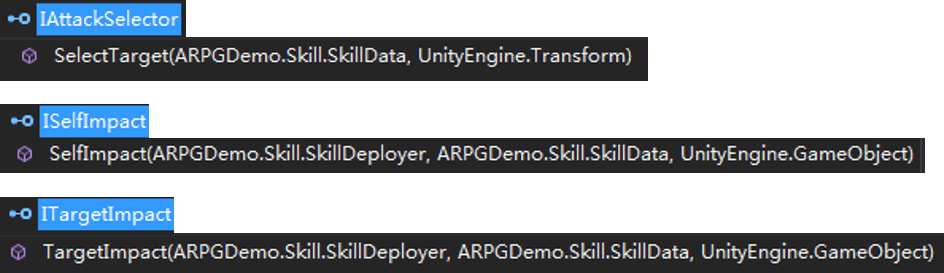 IAttackSelector
SelectTarget(ARPGDemo.Skill.SkillData, UnityEngine.Transform)
ISelfImpact
SelfImpact(ARPGDemo.Skill.SkillDeployer, ARPGDemo.Skill.SkillData, UnityEngine.GameObject)
ITargetImpact
TargetImpact(ARPGDemo.Skill.SkillDeployer, ARPGDemo.Skill.SkillData, UnityEngine.GameObject)